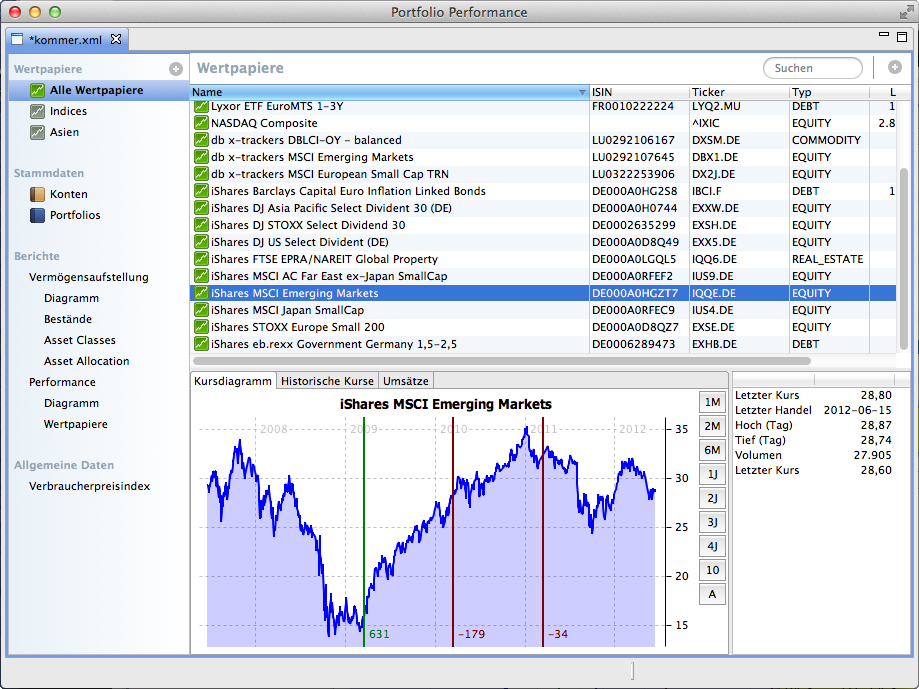 Portfolio Performance
*kommer.xml
Wertpapiere
Alle Wertpapiere
Indices
Asien
Stammdaten
Konten
Portfolios
Berichte
Vermögensaufstellung
Diagramm
Bestände
Asset Classes
Asset Allocation
Performance
Diagramm
Wertpapiere
Allgemeine Daten
Verbraucherpreisindex
Wertpapiere
Suchen
Name ISIN Ticker Typ L
Lyxor ETF EuroMTS 1-3Y FR0010222224 LYQ2.MU DEBT 1
NASDAQ Composite ^IXIC EQUITY 2.8
db x-trackers DBLCI-OY - balanced LU0292106167 DXSM.DE COMMODITY
db x-trackers MSCI Emerging Markets LU0292107645 DBX1.DE EQUITY
db x-trackers MSCI European Small Cap TRN LU0322253906 DX2J.DE EQUITY
iShares Barclays Capital Euro Inflation Linked Bonds DE000A0HG2S8 IBCI.F DEBT 1
iShares DJ Asia Pacific Select Dividend 30 (DE) DE000A0H0744 EXXW.DE EQUITY
iShares DJ STOXX Select Dividend 30 DE0002635299 EXSH.DE EQUITY
iShares DJ US Select Divident (DE) DE000A0D8Q49 EXX5.DE EQUITY
iShares FTSE EPRA/NAREIT Global Property DE000A0LGQL5 IQQ6.DE REAL_ESTATE
iShares MSCI AC Far East ex-Japan SmallCap DE000A0RFEF2 IUS9.DE EQUITY
iShares MSCI Emerging Markets DE000A0HGZT7 IQQE.DE EQUITY
iShares MSCI Japan SmallCap DE000A0RFEC9 IUS4.DE EQUITY
iShares STOXX Europe Small 200 DE000A0D8QZ7 EXSE.DE EQUITY
iShares eb.rexx Government Germany 1,5-2,5 DE0006289473 EXHB.DE DEBT
Kursdiagramm Historische Kurse Umsätze
iShares MSCI Emerging Markets
2008 2009 2010 2011 2012
35
30
25
20
15
631 -179 -34
1M
2M
6M
1J
2J
3J
4J
10
A
Letzter Kurs 28,80
Letzter Handel 2012-06-15
Hoch (Tag) 28,87
Tief (Tag) 28,74
Volumen 27.905
Letzter Kurs 28,60